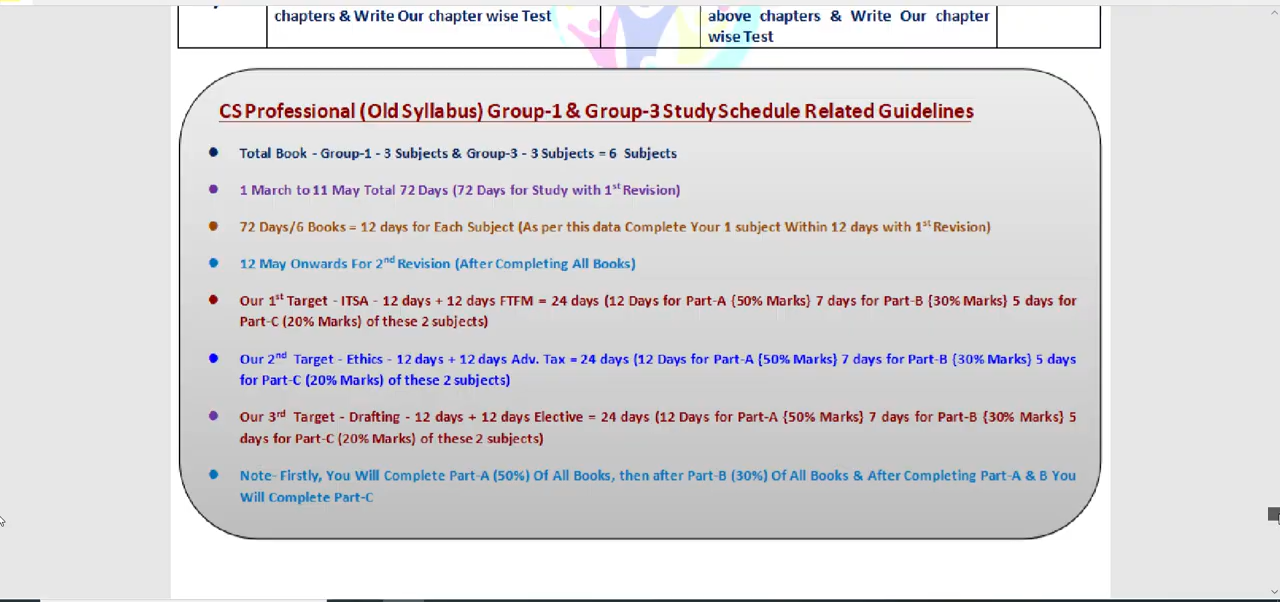 chapters & Write Our chapter wise Test
above chapters & Write Our chapter
wise Test
CS Professional (Old Syllabus) Group-1 & Group-3 Study Schedule Related Guidelines
● Total Book - Group-1 - 3 Subjects & Group-3 - 3 Subjects = 6 Subjects
● 1 March to 11 May Total 72 Days (72 Days for Study with 1st Revision)
● 72 Days/6 Books = 12 days for Each Subject (As per this data Complete Your 1 subject Within 12 days with 1st Revision)
● 12 May Onwards For 2nd Revision (After Completing All Books)
● Our 1st Target - ITSA - 12 days + 12 days FTFM = 24 days (12 Days for Part-A {50% Marks} 7 days for Part-B {30% Marks} 5 days for
Part-C (20% Marks) of these 2 subjects)
● Our 2nd Target - Ethics - 12 days + 12 days Adv. Tax = 24 days (12 Days for Part-A {50% Marks} 7 days for Part-B {30% Marks} 5 days
for Part-C (20% Marks) of these 2 subjects)
● Our 3rd Target - Drafting - 12 days + 12 days Elective = 24 days (12 Days for Part-A {50% Marks} 7 days for Part-B {30% Marks} 5
days for Part-C (20% Marks) of these 2 subjects)
● Note- Firstly, You Will Complete Part-A (50%) Of All Books, then after Part-B (30%) Of All Books & After Completing Part-A & B You
Will Complete Part-C